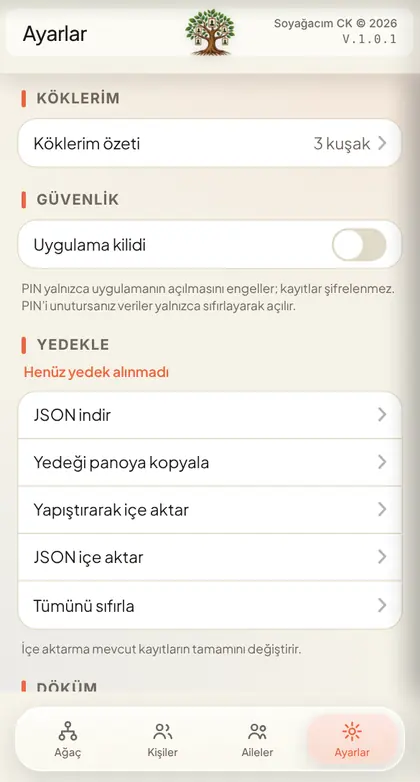 Ayarlar
Soyağacım CK © 2026
V.1.0.1
KÖKLERİM
Köklerim özeti
3 kuşak
GÜVENLİK
Uygulama kilidi
PIN yalnızca uygulamanın açılmasını engeller; kayıtlar şifrelenmez.
PIN'i unutursanız veriler yalnızca sıfırlayarak açılır.
YEDEKLE
Henüz yedek alınmadı
JSON indir
Yedeği panoya kopyala
Yapıştırarak içe aktar
JSON içe aktar
Tümünü sıfırla
İçe aktarma mevcut kayıtların tamamını değiştirir.
DÖKÜM
Ağaç
Kişiler
Aileler
Ayarlar